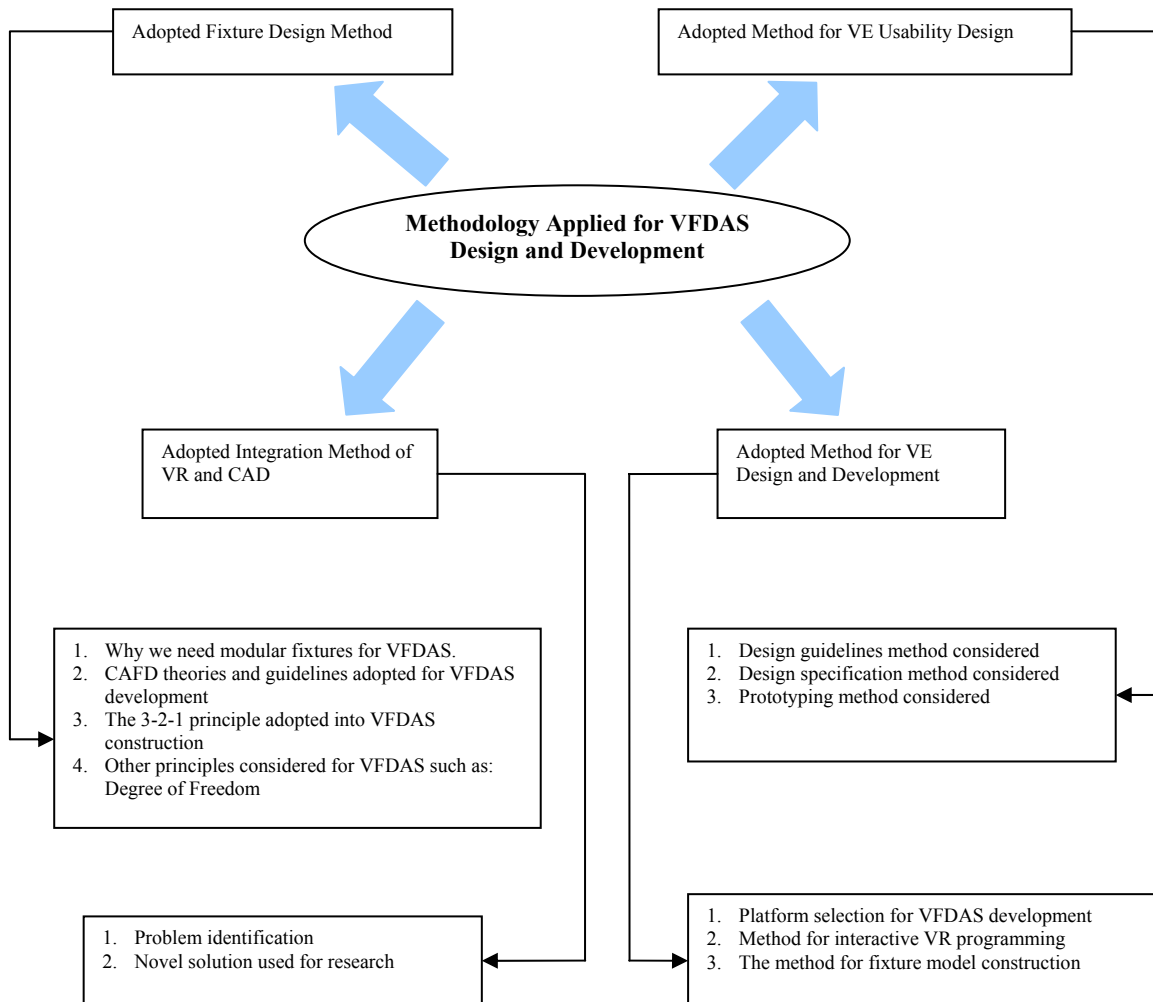 Adopted Fixture Design Method
Adopted Method for VE Usability Design
Methodology Applied for VFDAS
Design and Development
Adopted Integration Method of
VR and CAD
Adopted Method for VE
Design and Development
1. Why we need modular fixtures for VFDAS.
2. CAFD theories and guidelines adopted for VFDAS
development
3. The 3-2-1 principle adopted into VFDAS
construction
4. Other principles considered for VFDAS such as:
Degree of Freedom
1. Design guidelines method considered
2. Design specification method considered
3. Prototyping method considered
1. Problem identification
2. Novel solution used for research
1. Platform selection for VFDAS development
2. Method for interactive VR programming
3. The method for fixture model construction